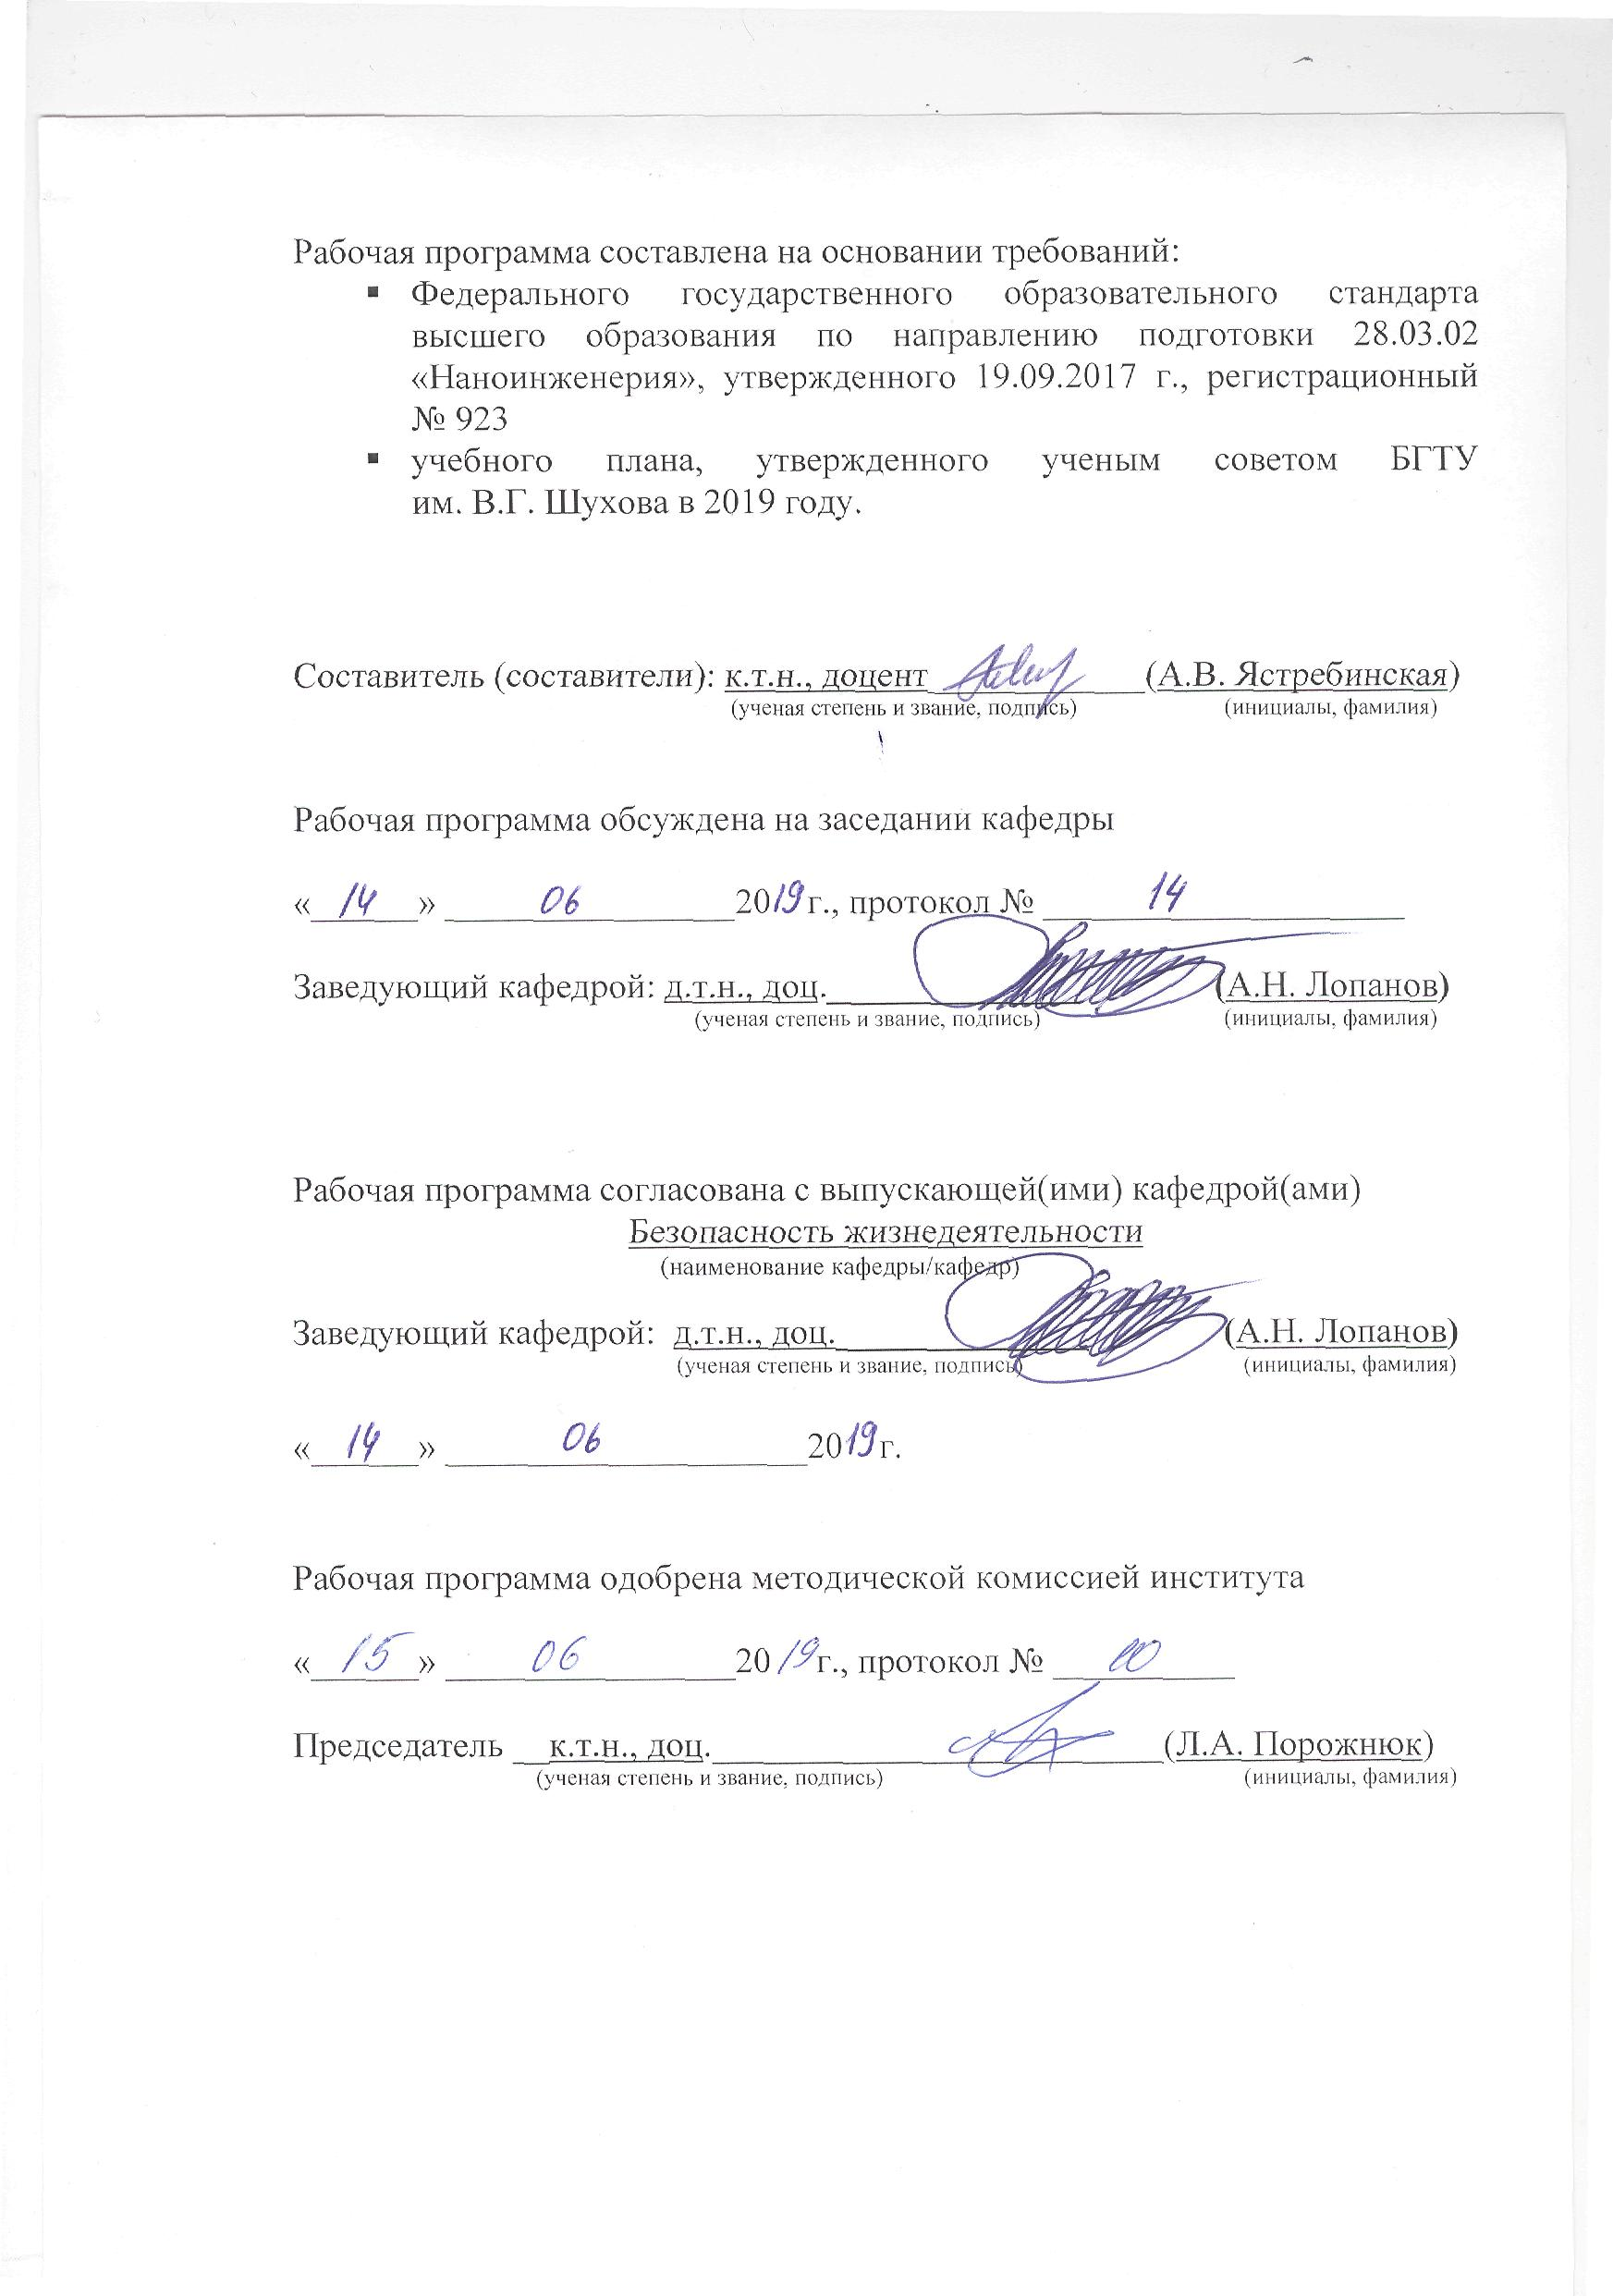 Рабочая программа составлена на основании требований:
▪ Федерального государственного образовательного стандарта
высшего образования по направлению подготовки 28.03.02
«Наноинженерия», утвержденного 19.09.2017 г., регистрационный
№ 923
▪ учебного плана, утвержденного ученым советом БГТУ
им. В.Г. Шухова в 2019 году.
Составитель (составители): к.т.н., доцент (А.В. Ястребинская)
(ученая степень и звание, подпись) (инициалы, фамилия)
Рабочая программа обсуждена на заседании кафедры
« 14 » 06 2019 г., протокол № 14
Заведующий кафедрой: д.т.н., доц. (А.Н. Лопанов)
(ученая степень и звание, подпись) (инициалы, фамилия)
Рабочая программа согласована с выпускающей(ими) кафедрой(ами)
Безопасность жизнедеятельности
(наименование кафедры/кафедр)
Заведующий кафедрой: д.т.н., доц. (А.Н. Лопанов)
(ученая степень и звание, подпись) (инициалы, фамилия)
« 14 » 06 2019 г.
Рабочая программа одобрена методической комиссией института
« 15 » 06 2019 г., протокол №
Председатель к.т.н., доц. (Л.А. Порожнюк)
(ученая степень и звание, подпись) (инициалы, фамилия)